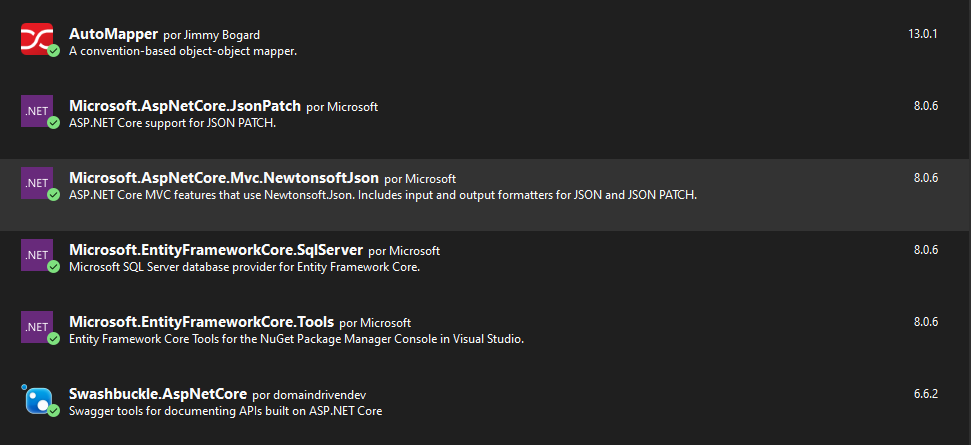 AutoMapper por Jimmy Bogard 13.0.1
A convention-based object-object mapper.
.NET Microsoft.AspNetCore.JsonPatch por Microsoft 8.0.6
ASP.NET Core support for JSON PATCH.
.NET Microsoft.AspNetCore.Mvc.NewtonsoftJson por Microsoft 8.0.6
ASP.NET Core MVC features that use Newtonsoft.Json. Includes input and output formatters for JSON and JSON PATCH.
.NET Microsoft.EntityFrameworkCore.SqlServer por Microsoft 8.0.6
Microsoft SQL Server database provider for Entity Framework Core.
.NET Microsoft.EntityFrameworkCore.Tools por Microsoft 8.0.6
Entity Framework Core Tools for the NuGet Package Manager Console in Visual Studio.
Swashbuckle.AspNetCore por domaindrivendev 6.6.2
Swagger tools for documenting APIs built on ASP.NET Core